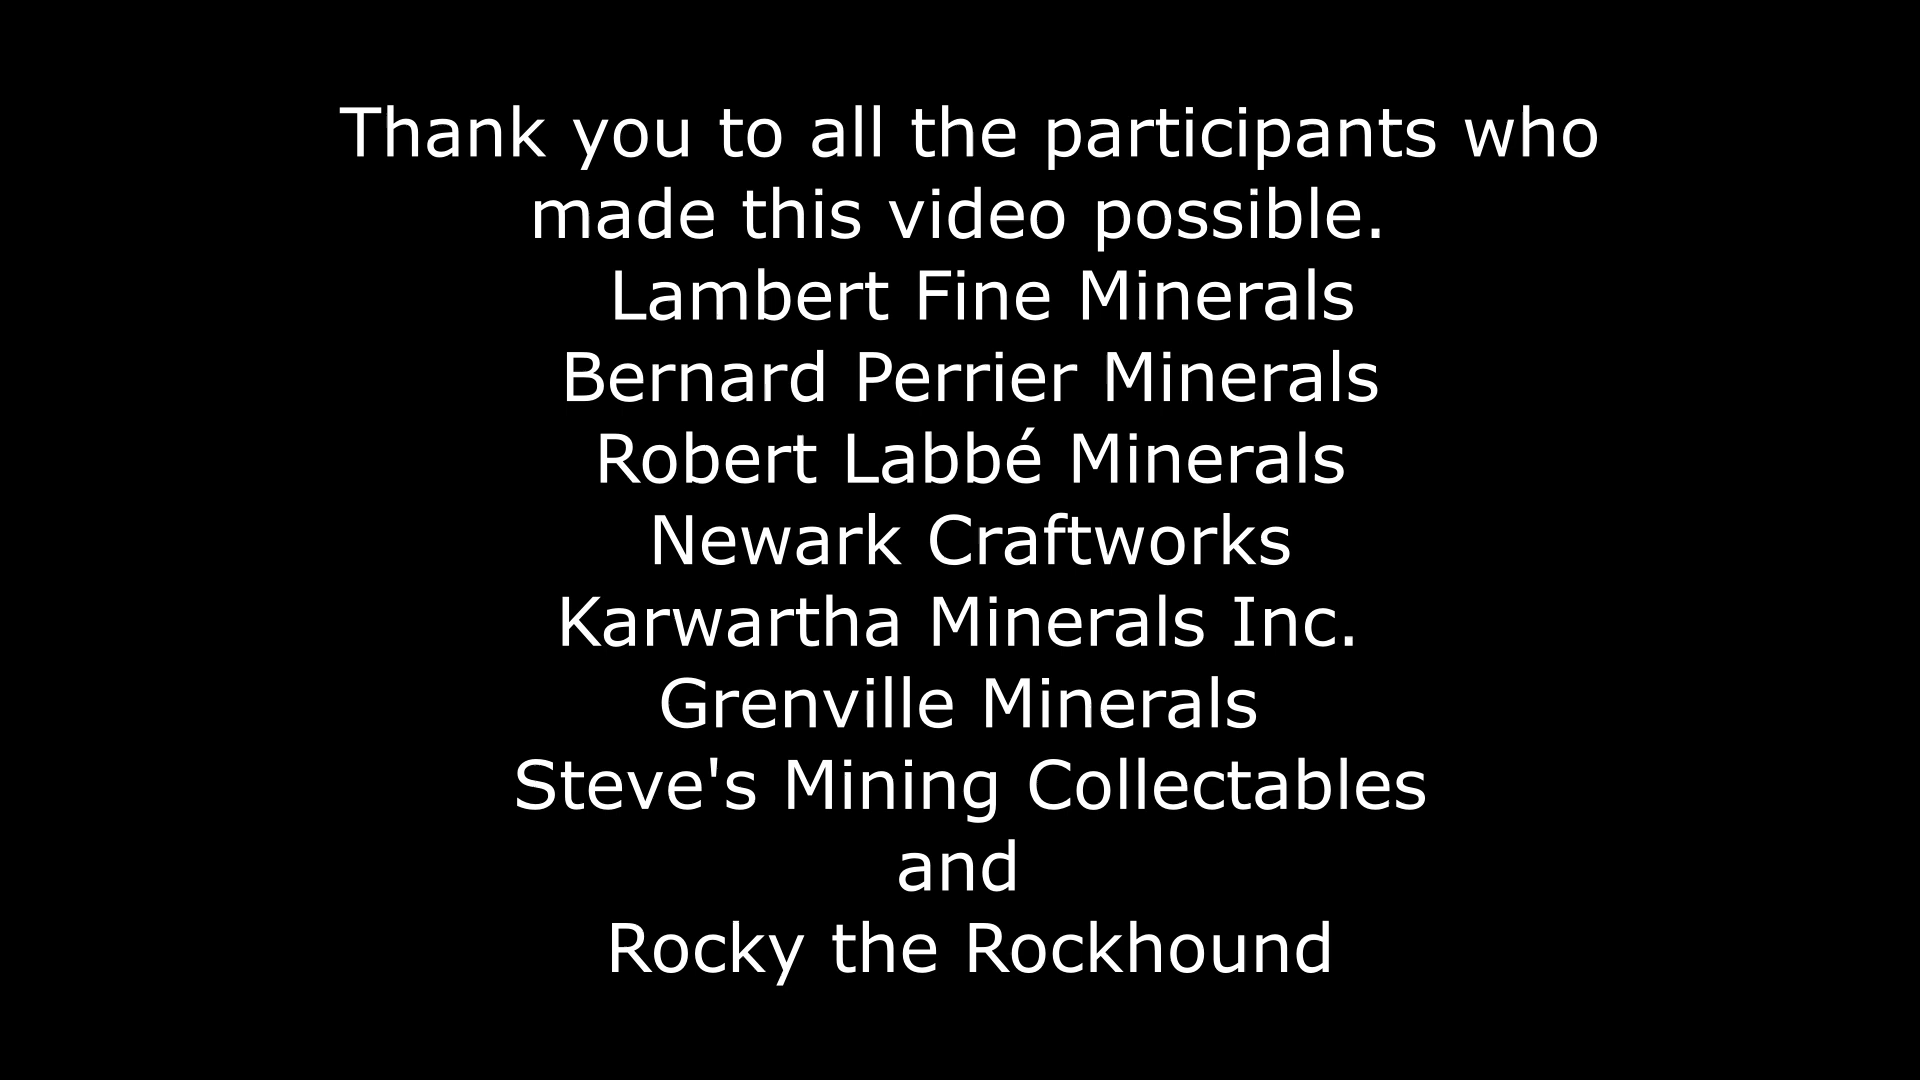 Thank you to all the participants who
made this video possible.
Lambert Fine Minerals
Bernard Perrier Minerals
Robert Labbé Minerals
Newark Craftworks
Karwartha Minerals Inc.
Grenville Minerals
Steve's Mining Collectables
and
Rocky the Rockhound